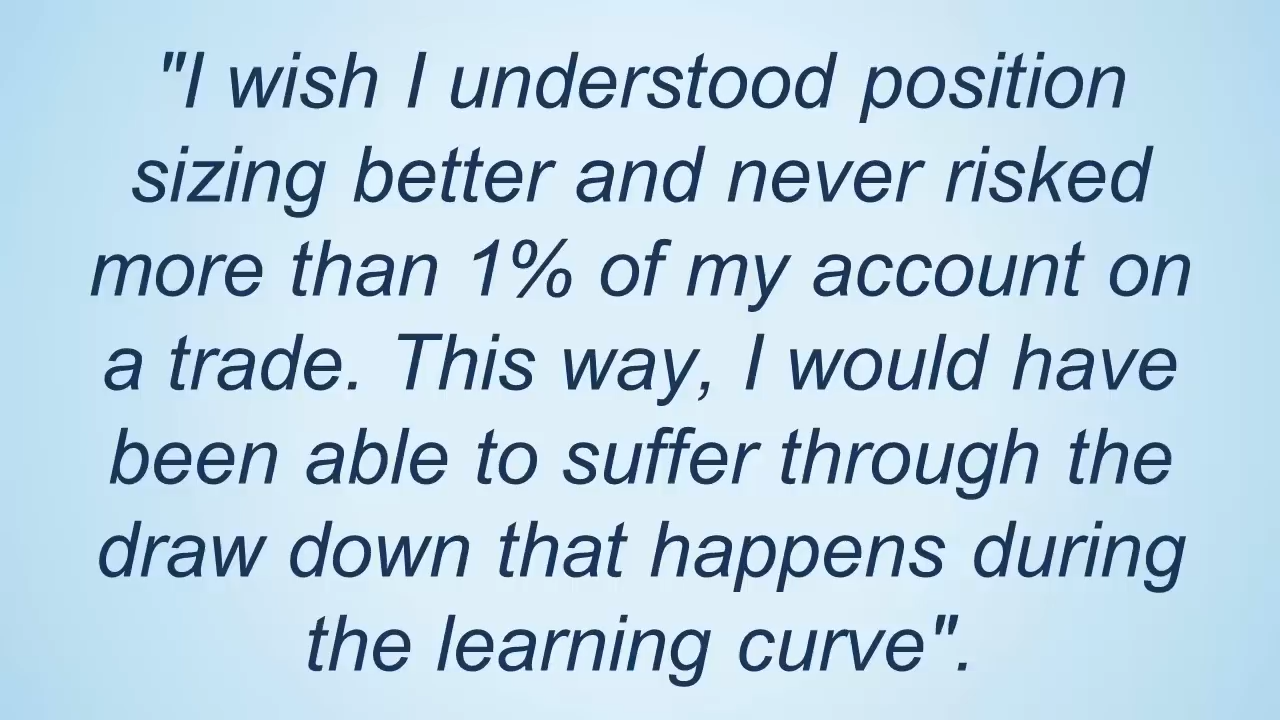 "I wish I understood position
sizing better and never risked
more than 1% of my account on
a trade. This way, I would have
been able to suffer through the
draw down that happens during
the learning curve".